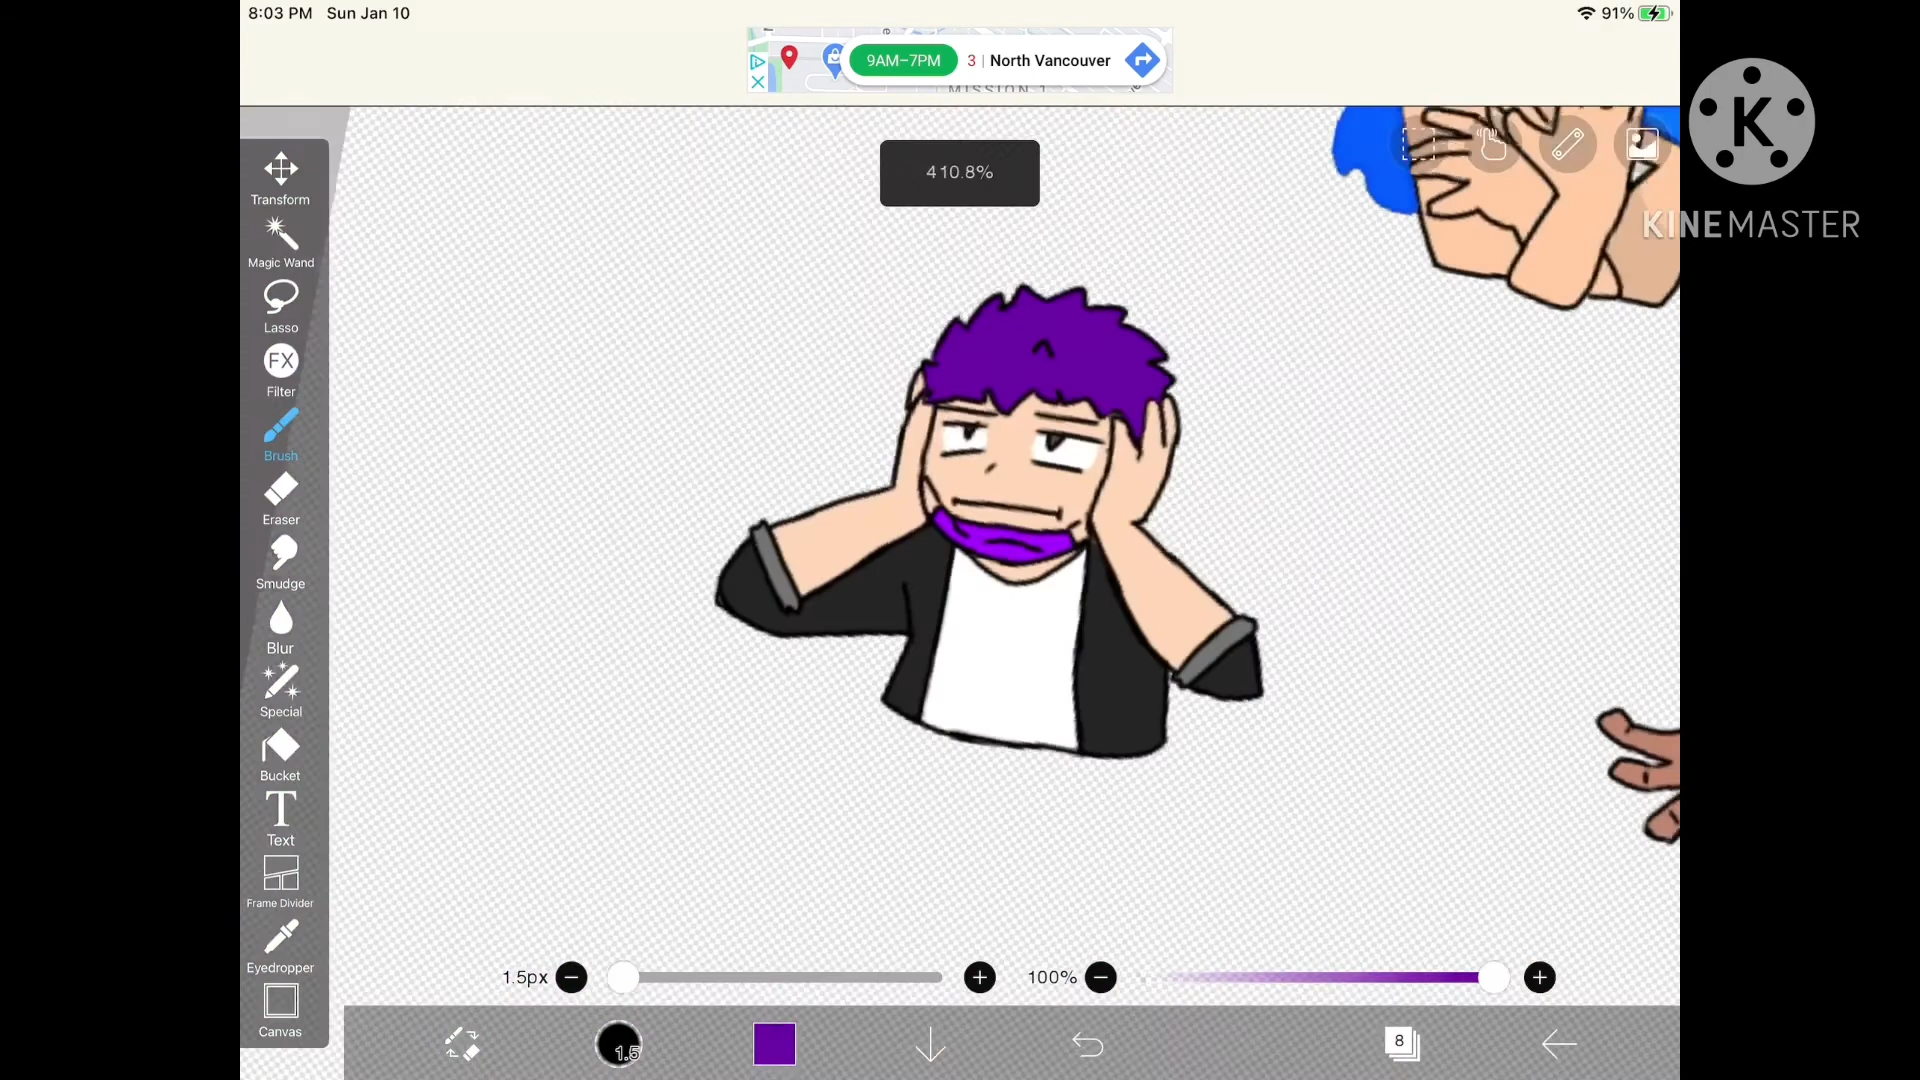 8:03 PM Sun Jan 10
91%
9AM–7PM 3 | North Vancouver
MISSION 1
410.8%
K
KINEMASTER
Transform
Magic Wand
Lasso
FX
Filter
Brush
Eraser
Smudge
Blur
Special
Bucket
T
Text
Frame Divider
Eyedropper
Canvas
1.5px
100%
1.5
8